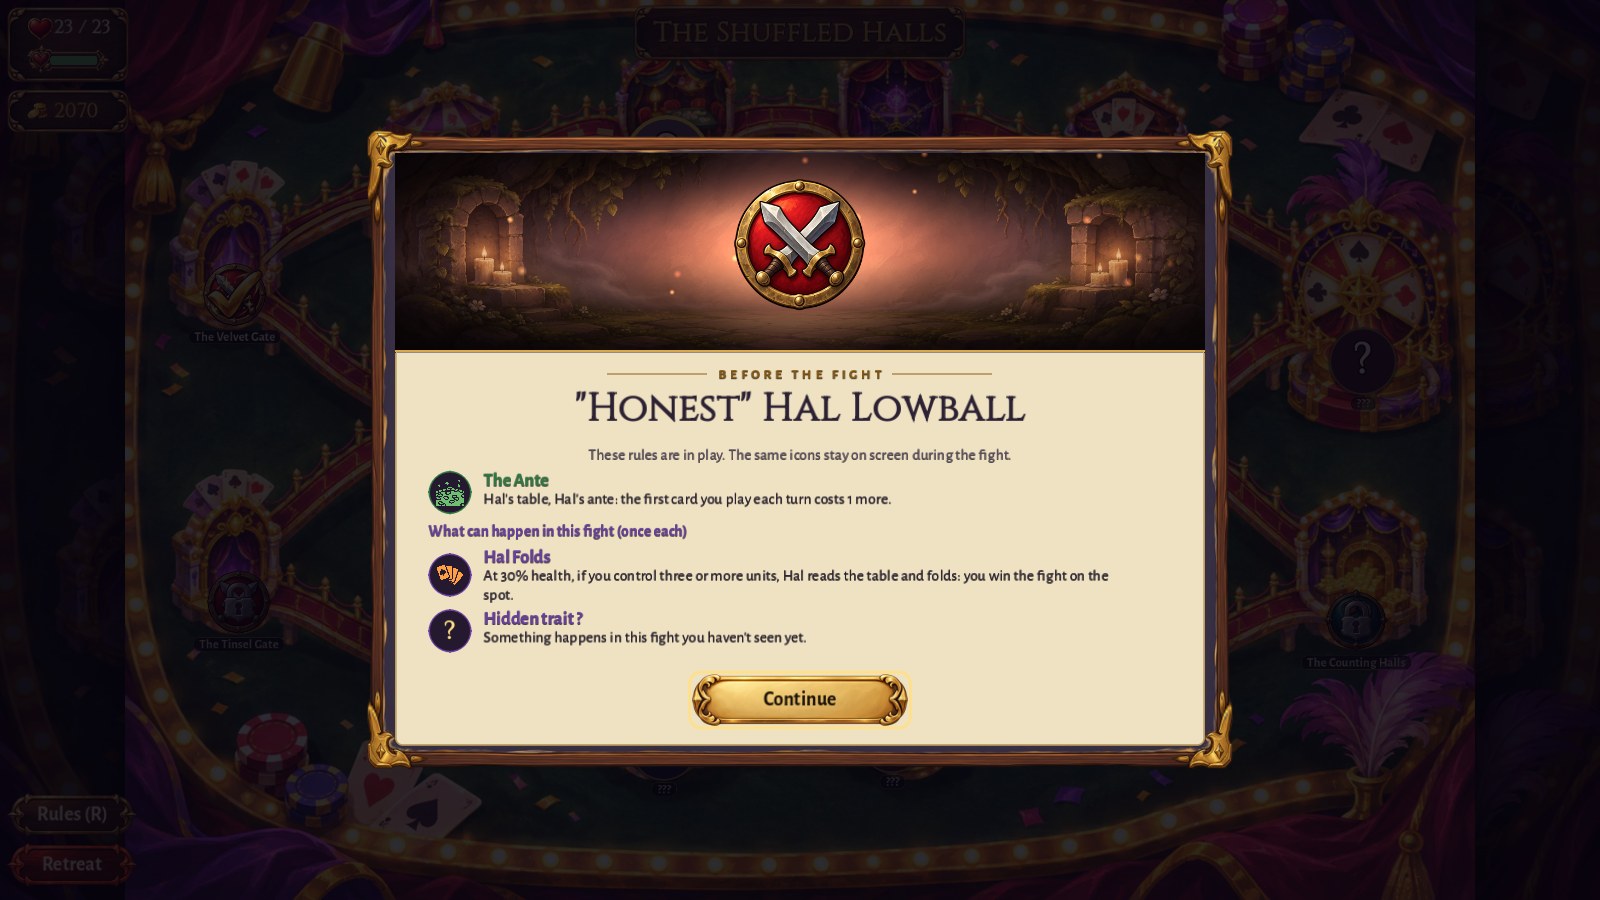 23 / 23
THE SHUFFLED HALLS
2070
The Velvet Gate
BEFORE THE FIGHT
"HONEST" HAL LOWBALL
These rules are in play. The same icons stay on screen during the fight.
The Ante
Hal's table, Hal's ante: the first card you play each turn costs 1 more.
What can happen in this fight (once each)
Hal Folds
At 30% health, if you control three or more units, Hal reads the table and folds: you win the fight on the
spot.
Hidden trait ?
?
Something happens in this fight you haven't seen yet.
Continue
?
???
The Tinsel Gate
The Counting Halls
???
???
Rules (R)
Retreat